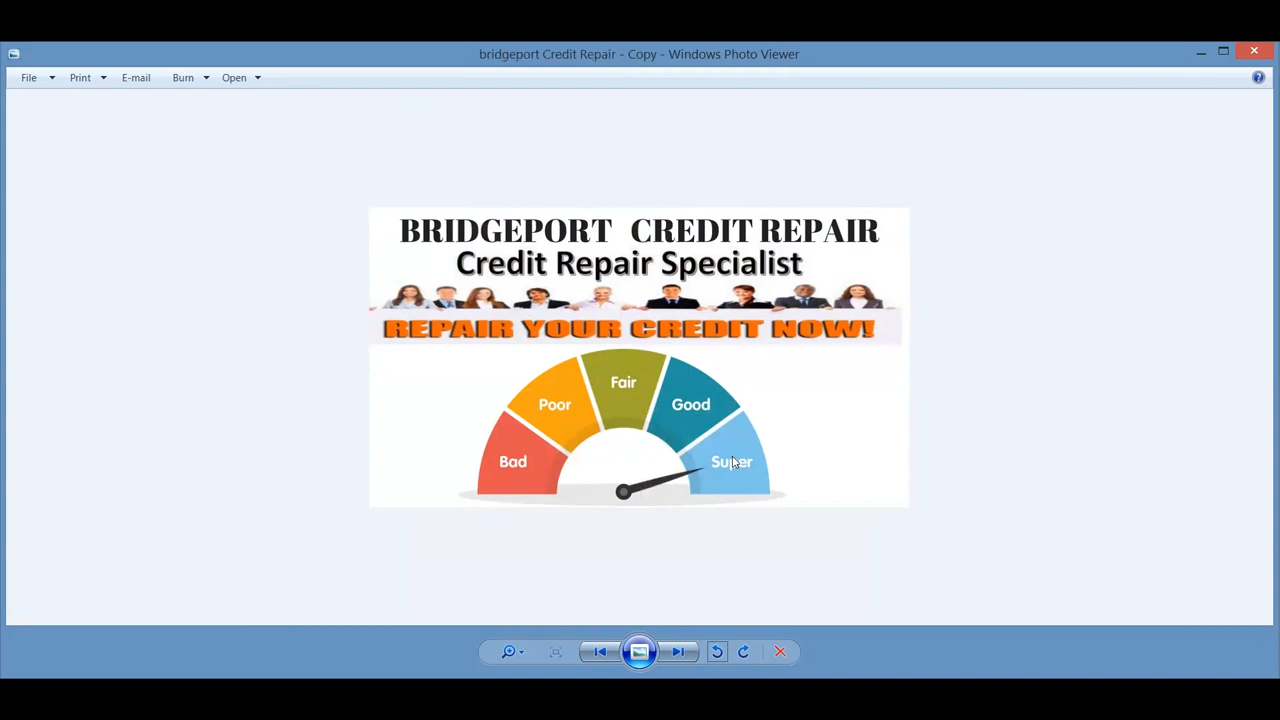 bridgeport Credit Repair - Copy - Windows Photo Viewer
File Print E-mail Burn Open
BRIDGEPORT CREDIT REPAIR
Credit Repair Specialist
REPAIR YOUR CREDIT NOW!
Fair
Poor Good
Bad Super